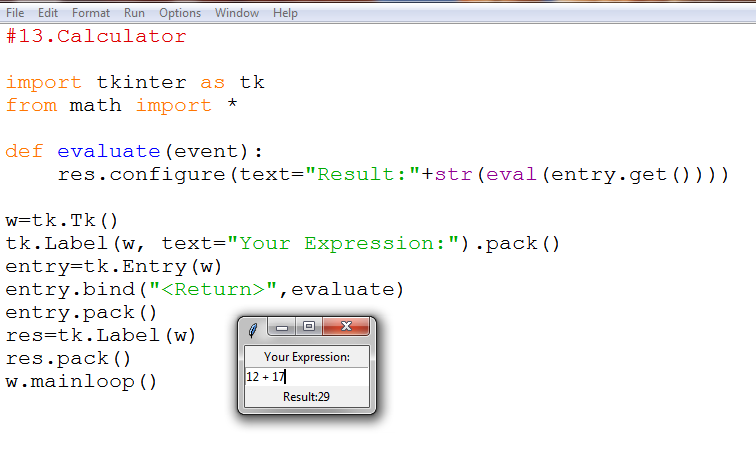 File Edit Format Run Options Window Help
#13.Calculator
import tkinter as tk
from math import *
def evaluate(event):
    res.configure(text="Result:"+str(eval(entry.get())))
w=tk.Tk()
tk.Label(w, text="Your Expression:").pack()
entry=tk.Entry(w)
entry.bind("<Return>",evaluate)
entry.pack()
res=tk.Label(w)
res.pack()
w.mainloop()
Your Expression:
12 + 17
Result:29